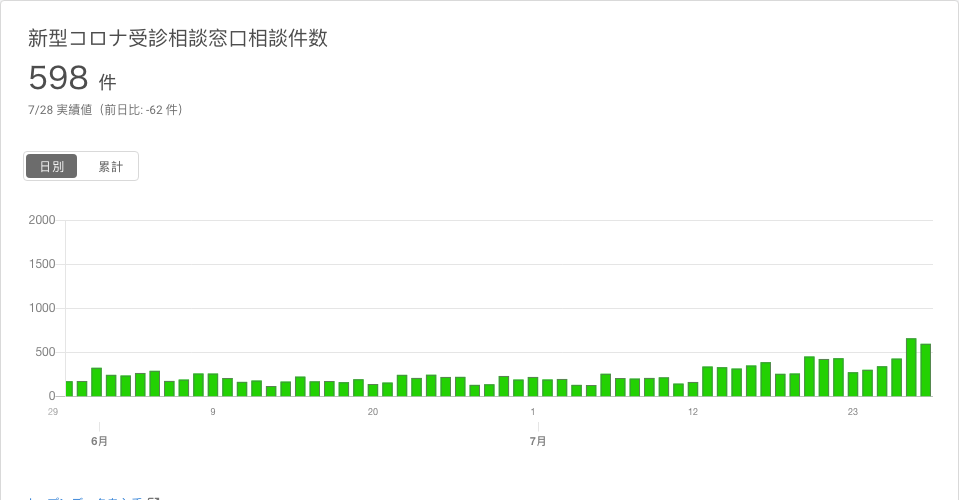 新型コロナ受診相談窓口相談件数
598 件
7/28 実績値（前日比: -62 件）
日別 累計
2000
1500
1000
500
0
29 9 20 1 12 23
6月 7月